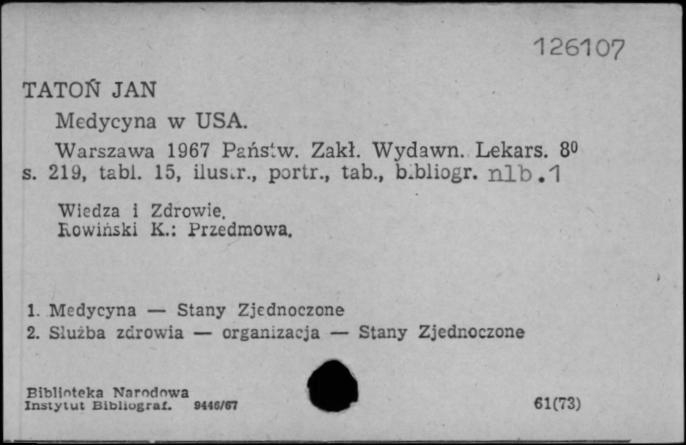 126107
TATOŃ JAN
Medycyna w USA.
Warszawa 1967 Państw. Zakł. Wydawn. Lekars. 8⁰
s. 219, tabl. 15, ilustr., portr., tab., bibliogr. nlb.1
Wiedza i Zdrowie.
Rowiński K.: Przedmowa.
1. Medycyna — Stany Zjednoczone
2. Służba zdrowia — organizacja — Stany Zjednoczone
Biblioteka Narodowa
Instytut Bibliograf. 9446/67
61(73)